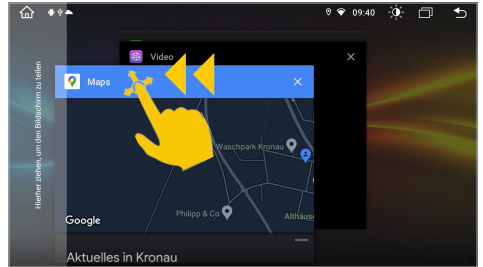 09:40
Video
Maps
Hierher ziehen, um den Bildschirm zu teilen
Waschpark Kronau
Philipp & Co
Althäus
Google
Aktuelles in Kronau